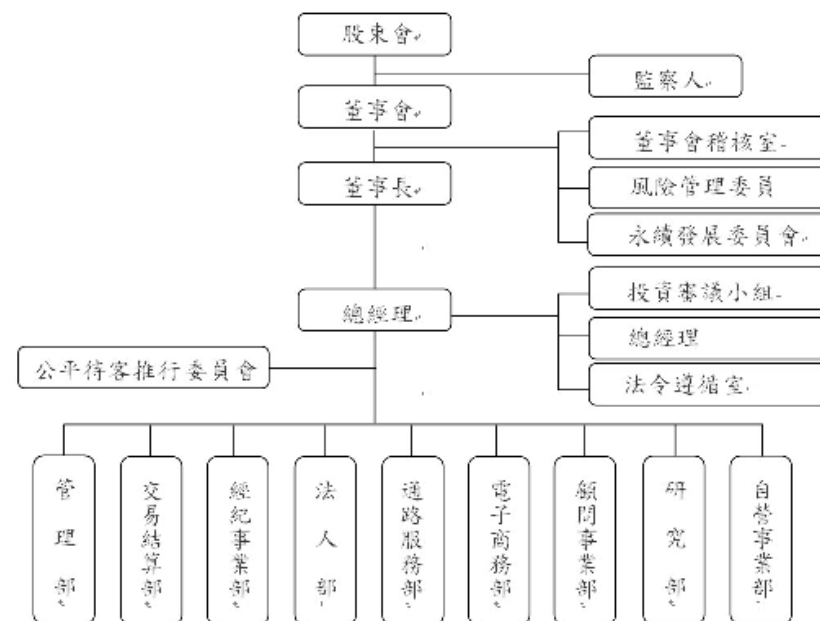 股東會
監察人
董事會
董事會稽核室
風險管理委員
董事長
永續發展委員會
投資審議小組
總經理
總經理
公平待客推行委員會
法令遵循室
管理部
交易結算部
經紀事業部
法人部
通路服務部
電子商務部
顧問事業部
研究部
自營事業部